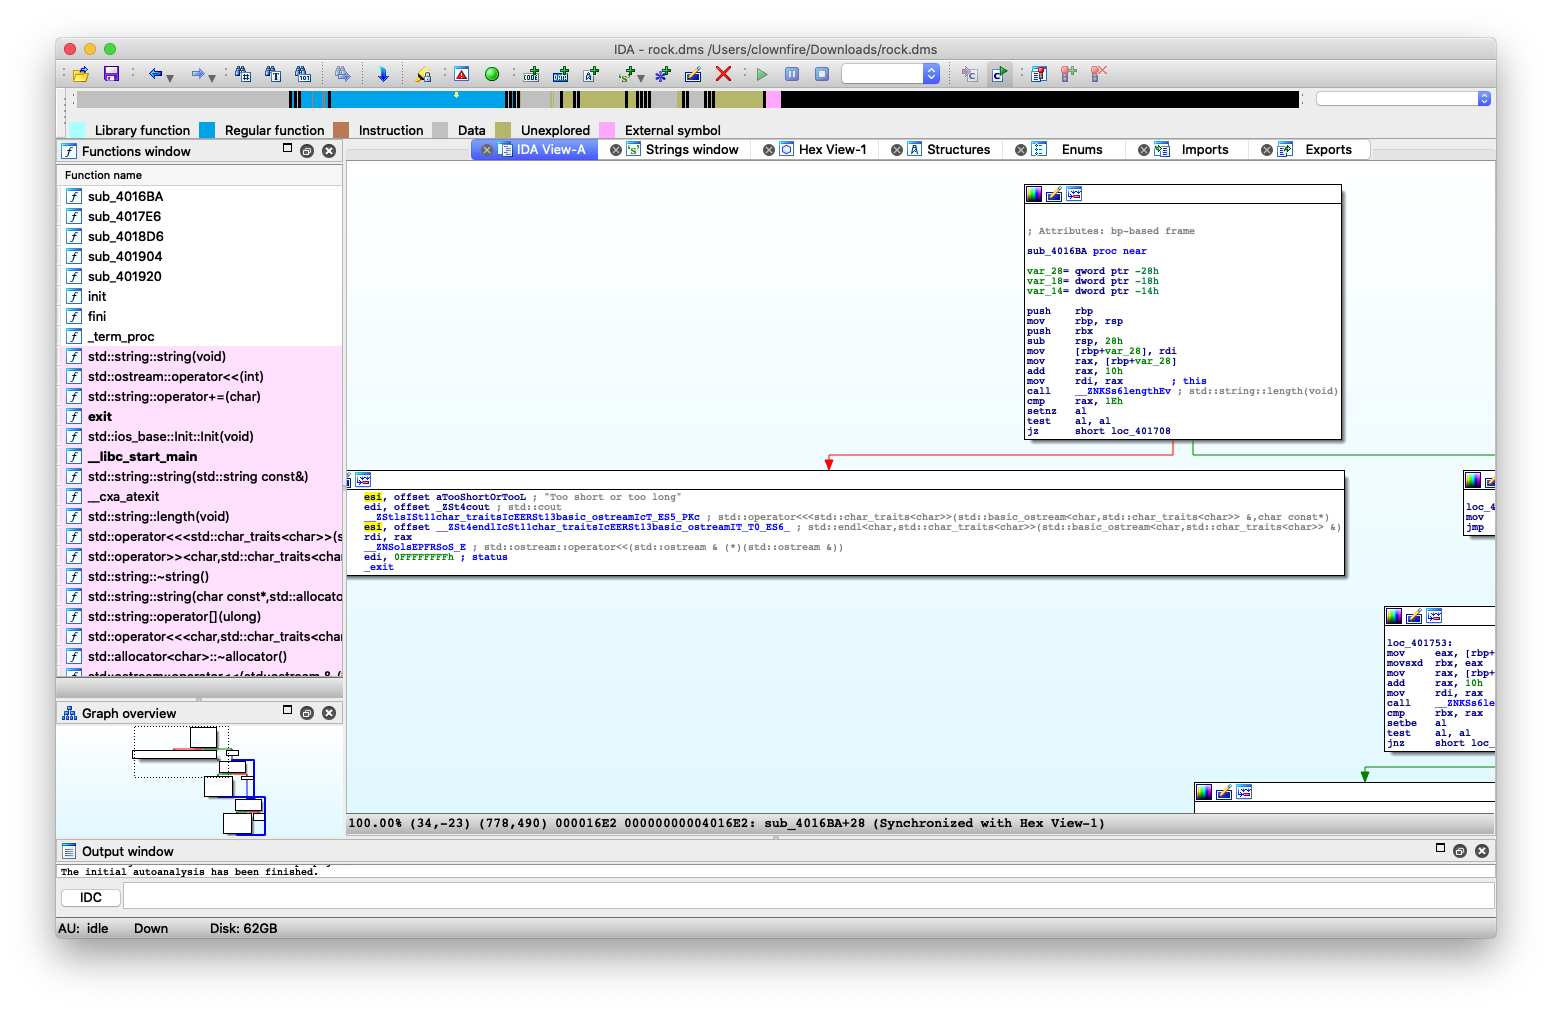 IDA - rock.dms /Users/clownfire/Downloads/rock.dms
Library function Regular function Instruction Data Unexplored External symbol
Functions window
IDA View-A Strings window Hex View-1 Structures Enums Imports Exports
Function name
sub_4016BA
sub_4017E6
sub_4018D6
sub_401904
sub_401920
init
fini
_term_proc
std::string::string(void)
std::ostream::operator<<(int)
std::string::operator+=(char)
exit
std::ios_base::Init::Init(void)
__libc_start_main
std::string::string(std::string const&)
__cxa_atexit
std::string::length(void)
std::operator<<<std::char_traits<char>>(s
std::operator>><char,std::char_traits<cha
std::string::~string()
std::string::string(char const*,std::allocato
std::string::operator[](ulong)
std::operator<<<char,std::char_traits<cha
std::allocator<char>::~allocator()
Graph overview
; Attributes: bp-based frame
sub_4016BA proc near
var_28= qword ptr -28h
var_18= dword ptr -18h
var_14= dword ptr -14h
push rbp
mov rbp, rsp
push rbx
sub rsp, 28h
mov [rbp+var_28], rdi
mov rax, [rbp+var_28]
add rax, 10h
mov rdi, rax ; this
call __ZNKSs6lengthEv ; std::string::length(void)
cmp rax, 1Eh
setnz al
test al, al
jz short loc_401708
esi, offset aTooShortOrTooL ; "Too short or too long"
edi, offset _ZSt4cout ; std::cout
__ZStlsISt11char_traitsIcEERSt13basic_ostreamIcT_ES5_PKc ; std::operator<<<std::char_traits<char>>(std::basic_ostream<char,std::char_traits<char>> &,char const*)
esi, offset __ZSt4endlIcSt11char_traitsIcEERSt13basic_ostreamIT_T0_ES6_ ; std::endl<char,std::char_traits<char>>(std::basic_ostream<char,std::char_traits<char>> &)
rdi, rax
__ZNSolsEPFRSoS_E ; std::ostream::operator<<(std::ostream & (*)(std::ostream &))
edi, 0FFFFFFFFh ; status
_exit
loc_4
mov
jmp
loc_401753:
mov eax, [rbp+
movsxd rbx, eax
mov rax, [rbp+
add rax, 10h
mov rdi, rax
call __ZNKSs6le
cmp rbx, rax
setbe al
test al, al
jnz short loc_
100.00% (34,-23) (778,490) 000016E2 00000000004016E2: sub_4016BA+28 (Synchronized with Hex View-1)
Output window
The initial autoanalysis has been finished.
IDC
AU: idle Down Disk: 62GB